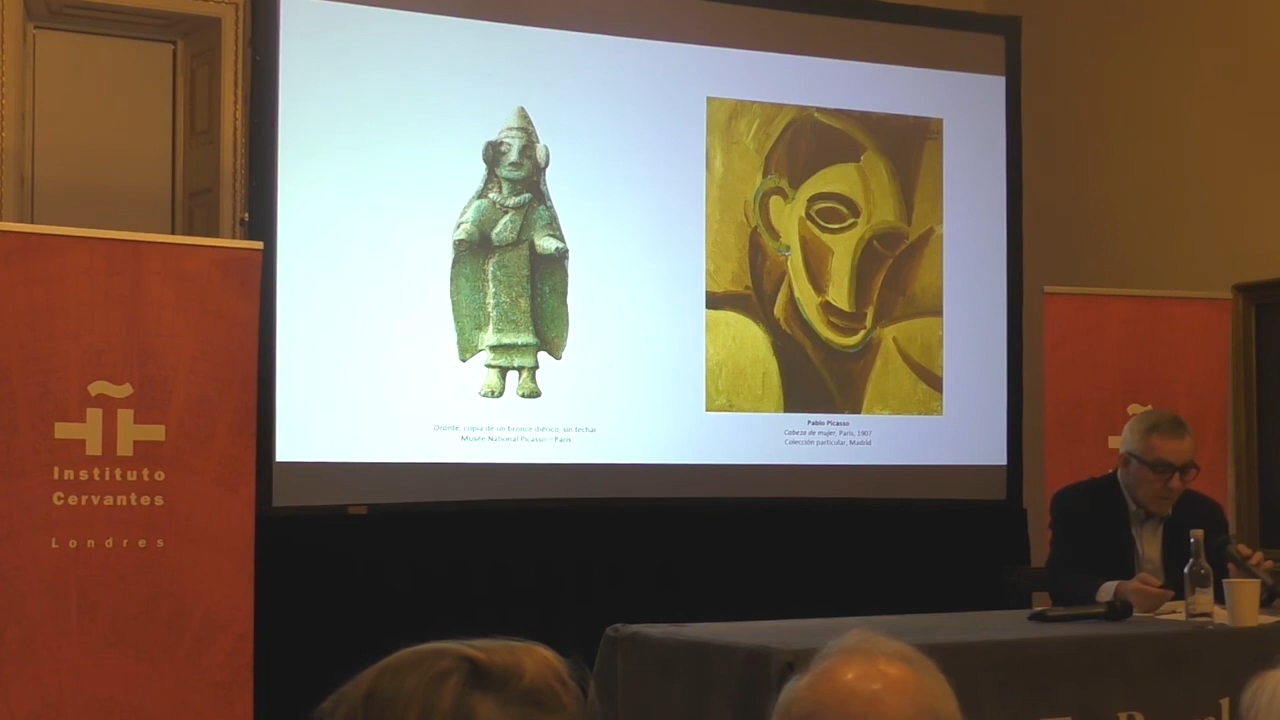 Instituto
Cervantes
Londres
Orante, copia de un bronce ibérico, sin fechar
Musée National Picasso - Paris
Pablo Picasso
Cabeza de mujer, París, 1907
Colección particular, Madrid